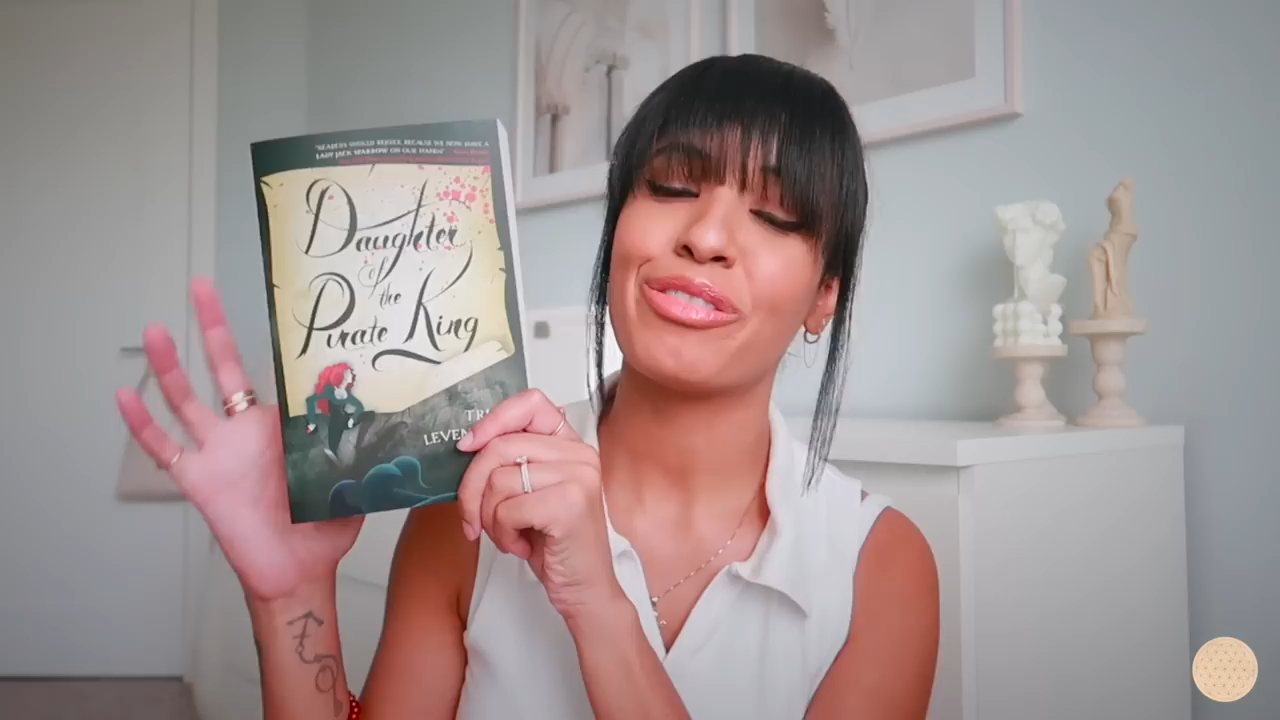 "READERS SHOULD REJOICE BECAUSE WE NOW HAVE A
LADY JACK SPARROW ON OUR HANDS"
Daughter
of
the
Pirate King
TRI
LEVEN